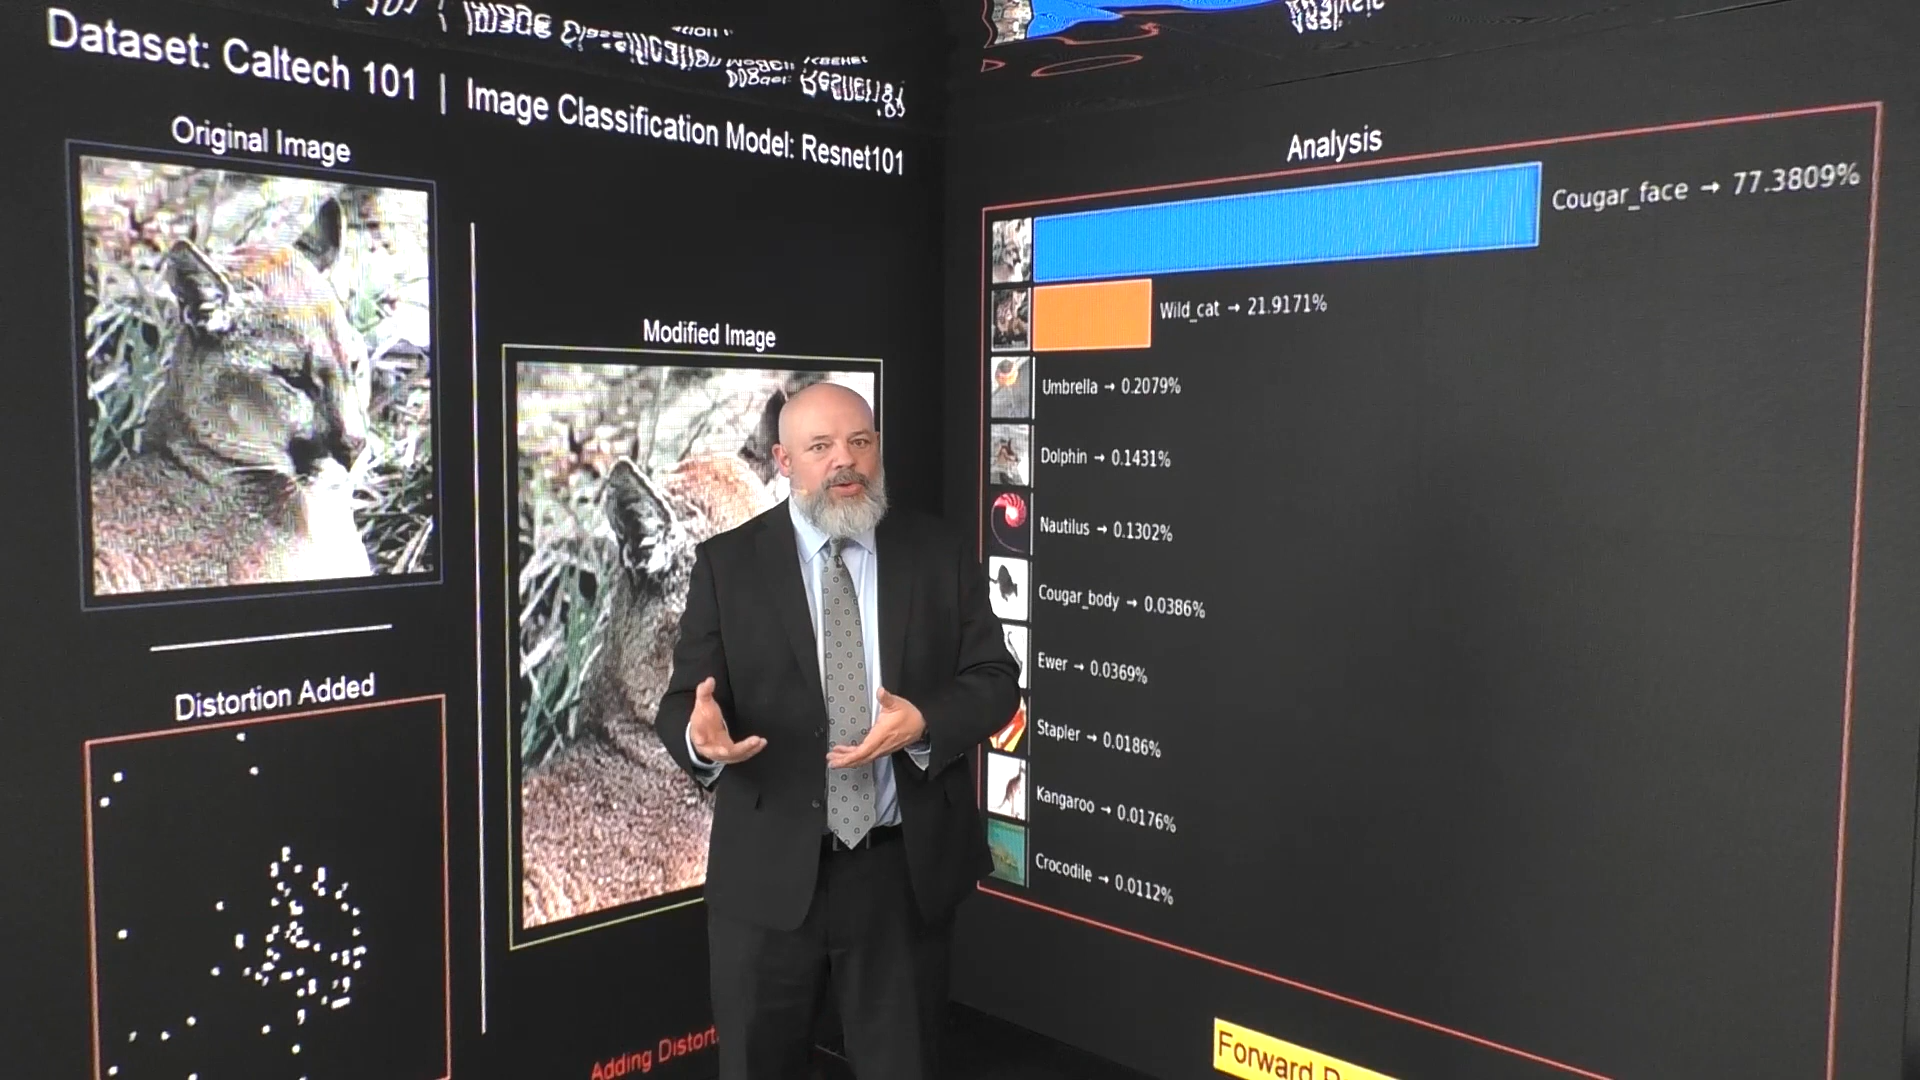 Dataset: Caltech 101 | Image Classification Model: Resnet101
Original Image
Modified Image
Distortion Added
Adding Distort
Analysis
Cougar_face → 77.3809%
Wild_cat → 21.9171%
Umbrella → 0.2079%
Dolphin → 0.1431%
Nautilus → 0.1302%
Cougar_body → 0.0386%
Ewer → 0.0369%
Stapler → 0.0186%
Kangaroo → 0.0176%
Crocodile → 0.0112%
Forward